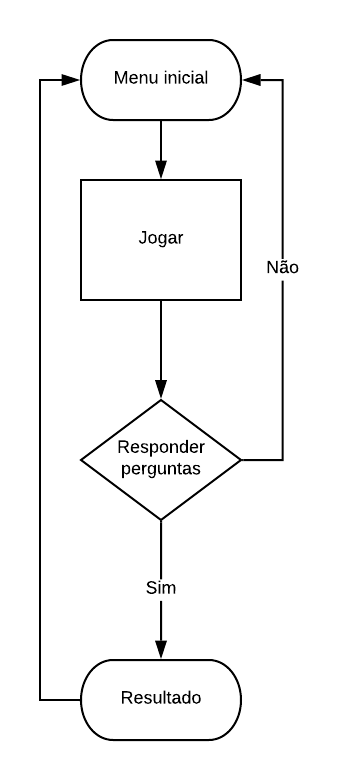 Menu inicial
Jogar
Não
Responder
perguntas
Sim
Resultado